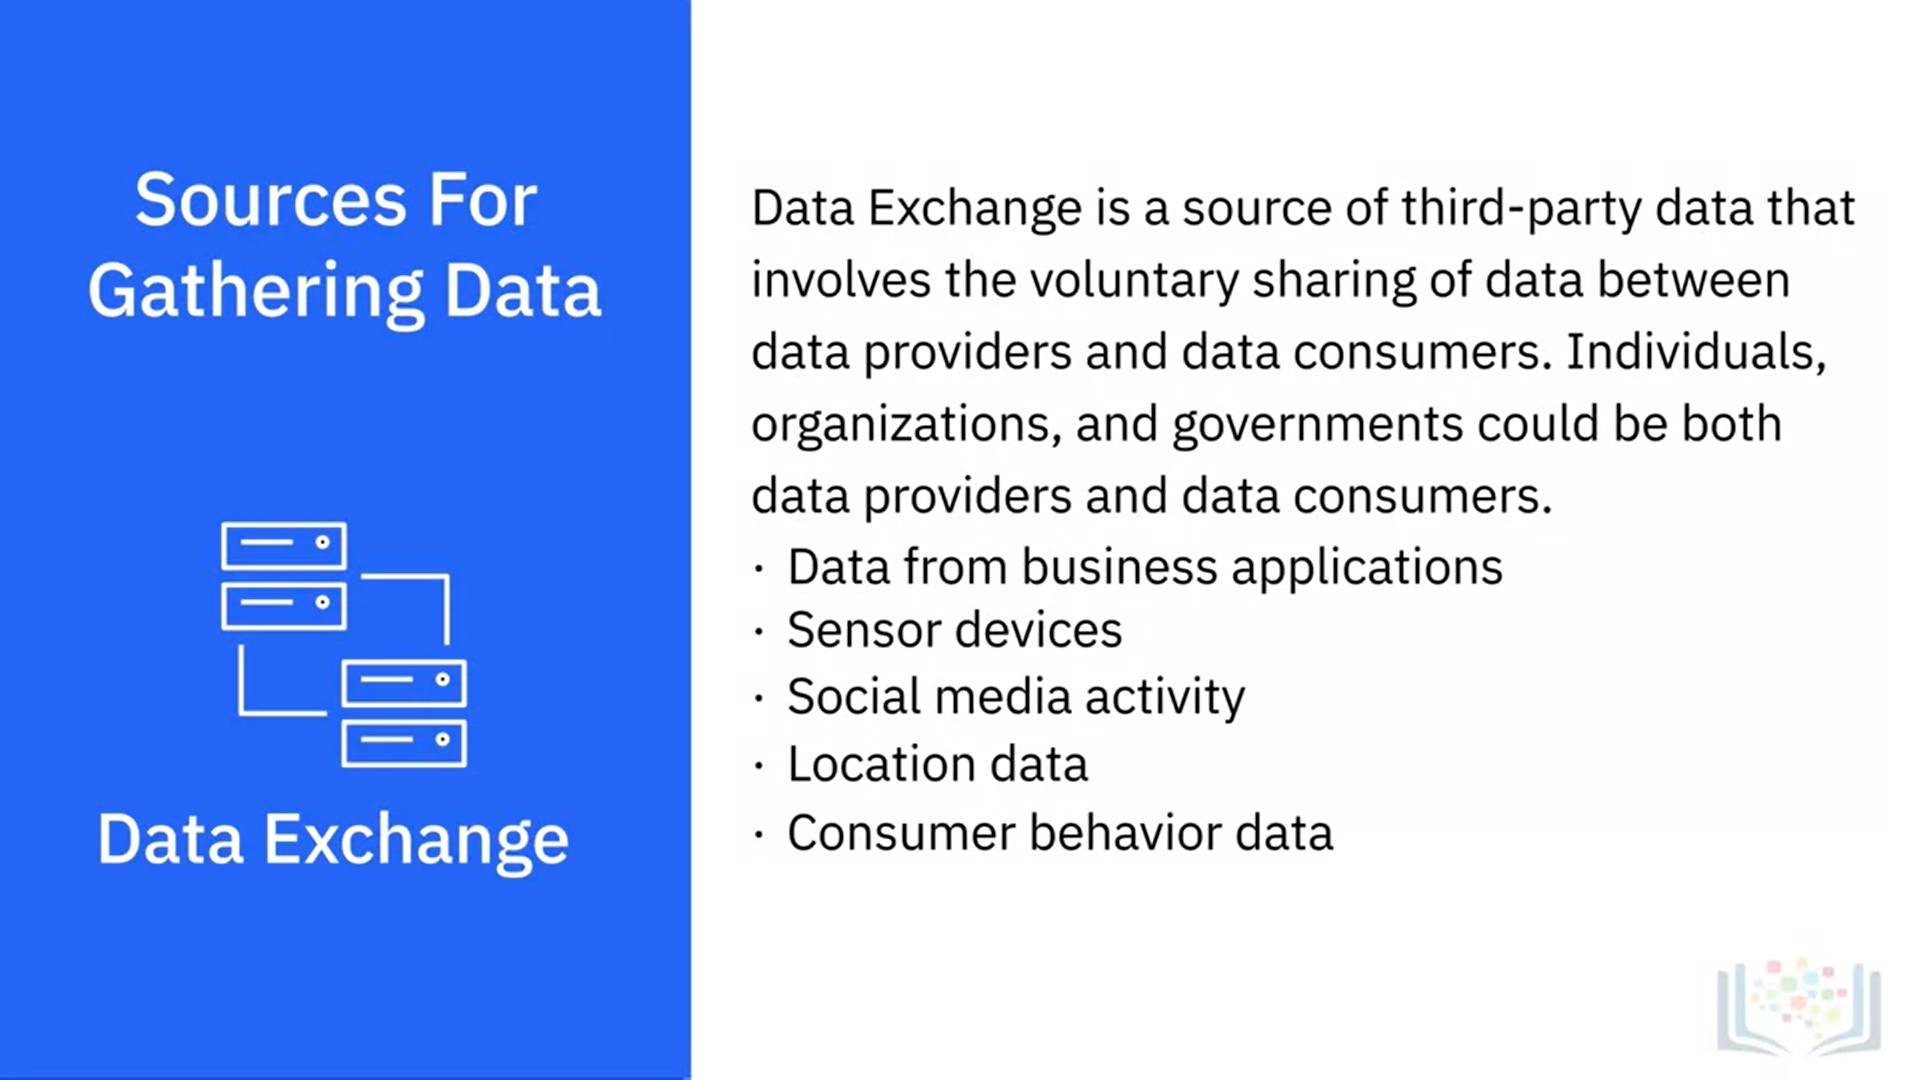 Sources For
Gathering Data
Data Exchange
Data Exchange is a source of third-party data that
involves the voluntary sharing of data between
data providers and data consumers. Individuals,
organizations, and governments could be both
data providers and data consumers.
· Data from business applications
· Sensor devices
· Social media activity
· Location data
· Consumer behavior data